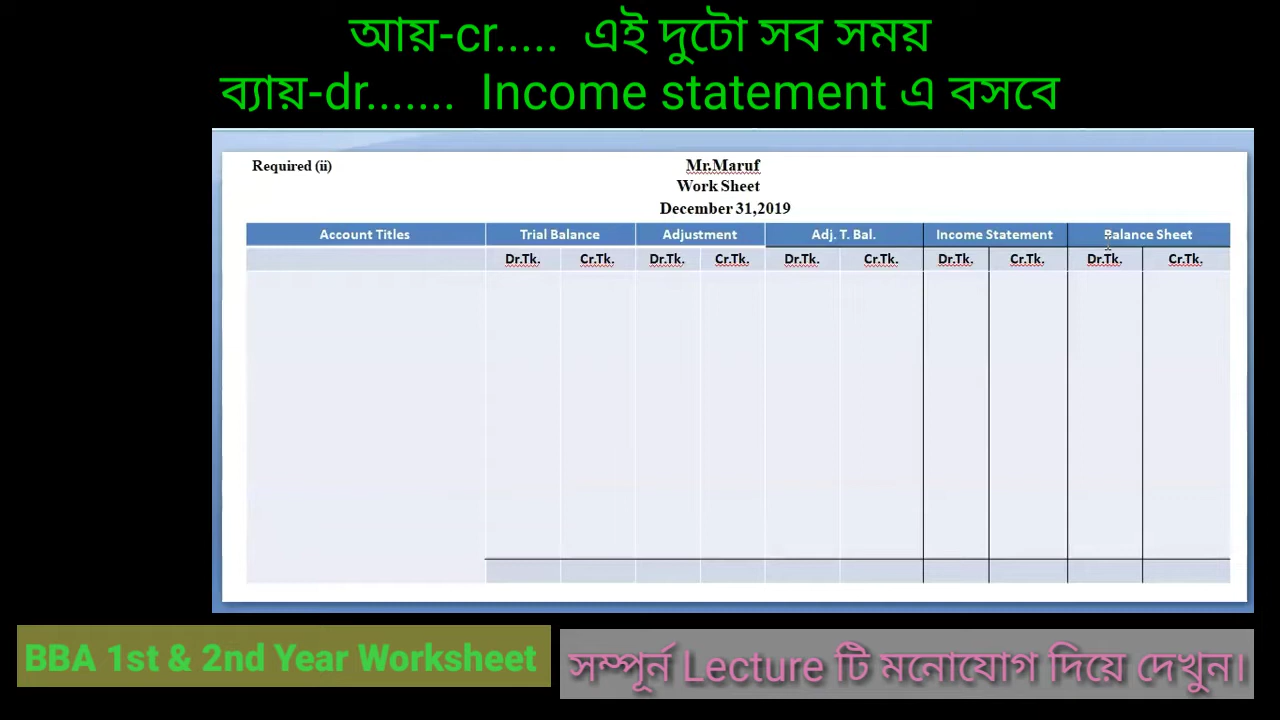 আয়-cr..... এই দুটো সব সময়
ব্যায়-dr....... Income statement এ বসবে
Required (ii)
Mr.Maruf
Work Sheet
December 31,2019
Account Titles Trial Balance Adjustment Adj. T. Bal. Income Statement Balance Sheet
Dr.Tk. Cr.Tk. Dr.Tk. Cr.Tk. Dr.Tk. Cr.Tk. Dr.Tk. Cr.Tk. Dr.Tk. Cr.Tk.
BBA 1st & 2nd Year Worksheet
সম্পূর্ন Lecture টি মনোযোগ দিয়ে দেখুন।